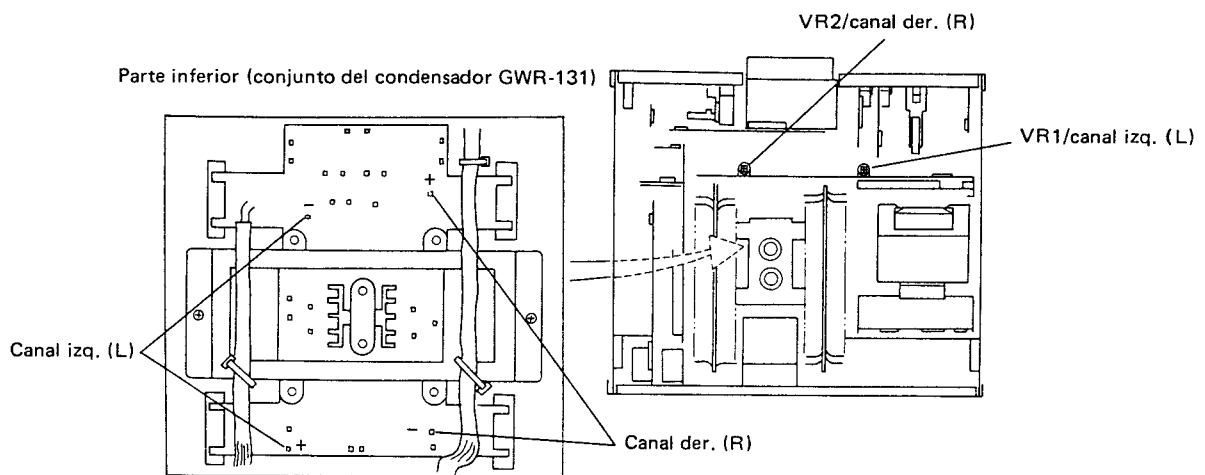 VR2/canal der. (R)
Parte inferior (conjunto del condensador GWR-131)
VR1/canal izq. (L)
+
-
Canal izq. (L)
+
-
Canal der. (R)